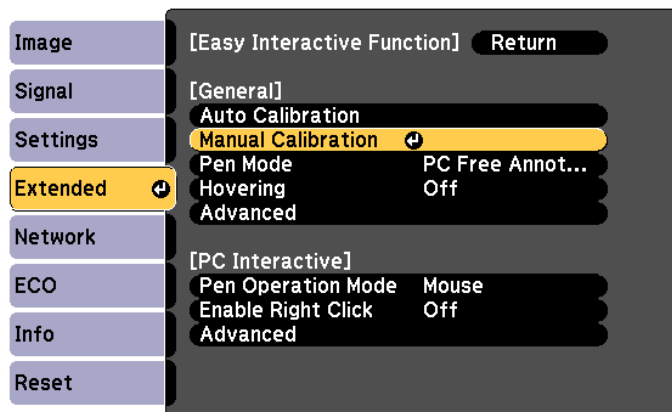 Image
Signal
Settings
Extended
Network
ECO
Info
Reset
[Easy Interactive Function] Return
[General]
Auto Calibration
Manual Calibration
Pen Mode PC Free Annot...
Hovering Off
Advanced
[PC Interactive]
Pen Operation Mode Mouse
Enable Right Click Off
Advanced